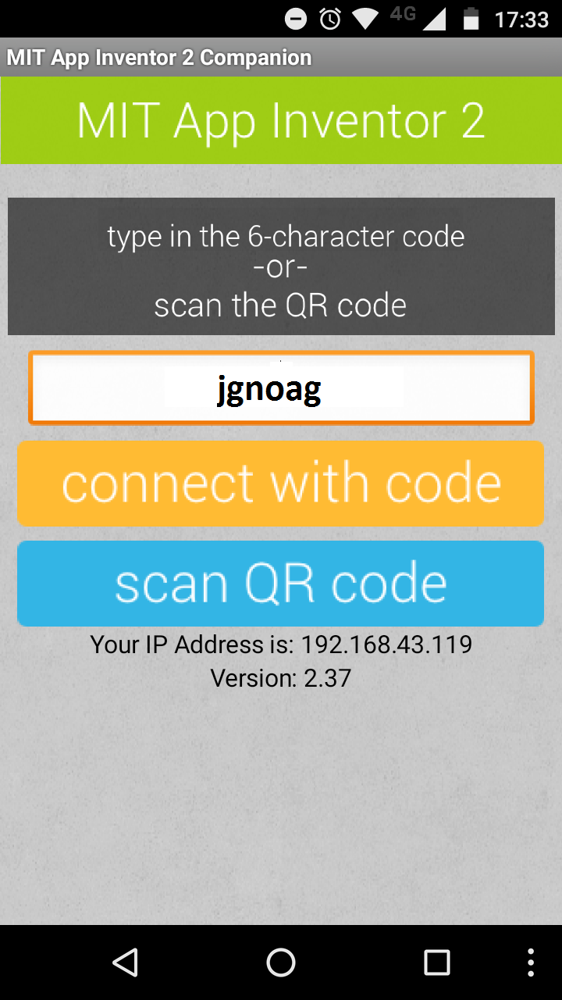 4G 17:33
MIT App Inventor 2 Companion
MIT App Inventor 2
type in the 6-character code
-or-
scan the QR code
jgnoag
connect with code
scan QR code
Your IP Address is: 192.168.43.119
Version: 2.37